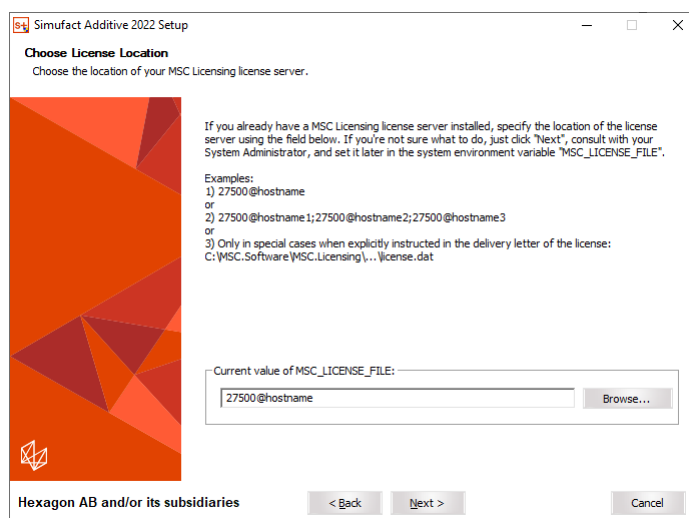 Simufact Additive 2022 Setup
Choose License Location
Choose the location of your MSC Licensing license server.
If you already have a MSC Licensing license server installed, specify the location of the license
server using the field below. If you're not sure what to do, just click "Next", consult with your
System Administrator, and set it later in the system environment variable "MSC_LICENSE_FILE".
Examples:
1) 27500@hostname
or
2) 27500@hostname1;27500@hostname2;27500@hostname3
or
3) Only in special cases when explicitly instructed in the delivery letter of the license:
C:\MSC.Software\MSC.Licensing\...\license.dat
Current value of MSC_LICENSE_FILE:
27500@hostname
Browse...
Hexagon AB and/or its subsidiaries
< Back
Next >
Cancel